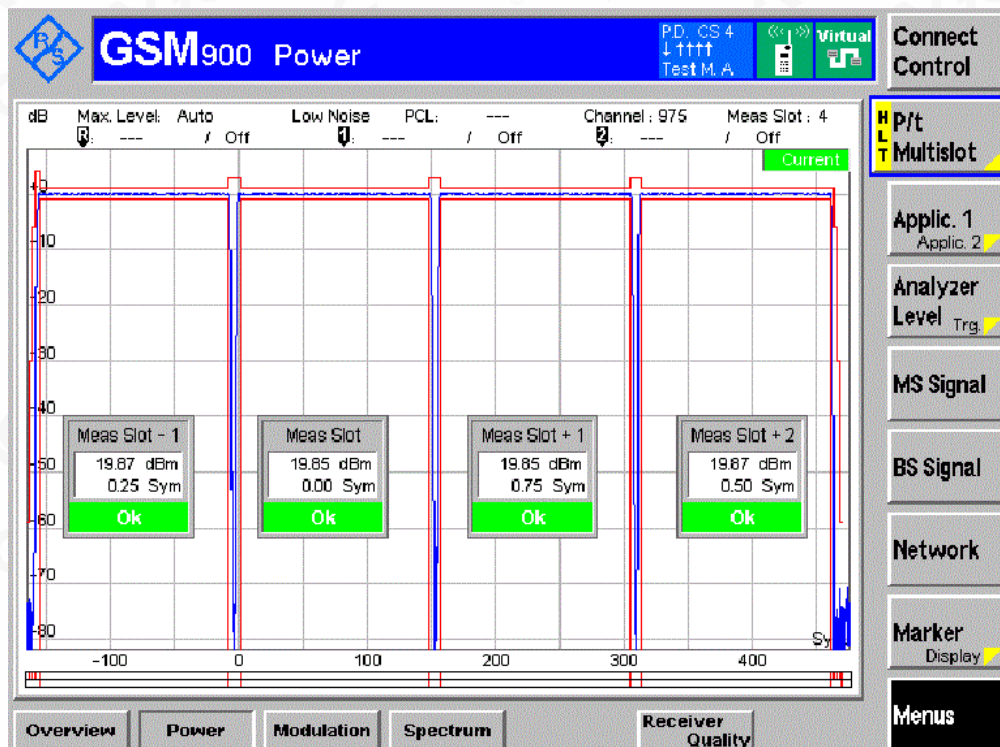 R/S
GSM900 Power
P.D. CS 4
↓↑↑↑↑
Test M. A.
Virtual
Connect
Control
dB Max. Level: Auto Low Noise PCL: --- Channel : 975 Meas Slot : 4
R: --- / Off 1: --- / Off 2: --- / Off
Current
HLT
P/t
Multislot
Applic. 1
Applic. 2
Analyzer
Level Trg.
MS Signal
BS Signal
Network
Marker
Display
Menus
+0
-10
-20
-30
-40
-50
-60
-70
-80
Meas Slot - 1
19.87 dBm
0.25 Sym
Ok
Meas Slot
19.85 dBm
0.00 Sym
Ok
Meas Slot + 1
19.85 dBm
0.75 Sym
Ok
Meas Slot + 2
19.87 dBm
0.50 Sym
Ok
Sy
-100 0 100 200 300 400
Overview Power Modulation Spectrum Receiver
Quality